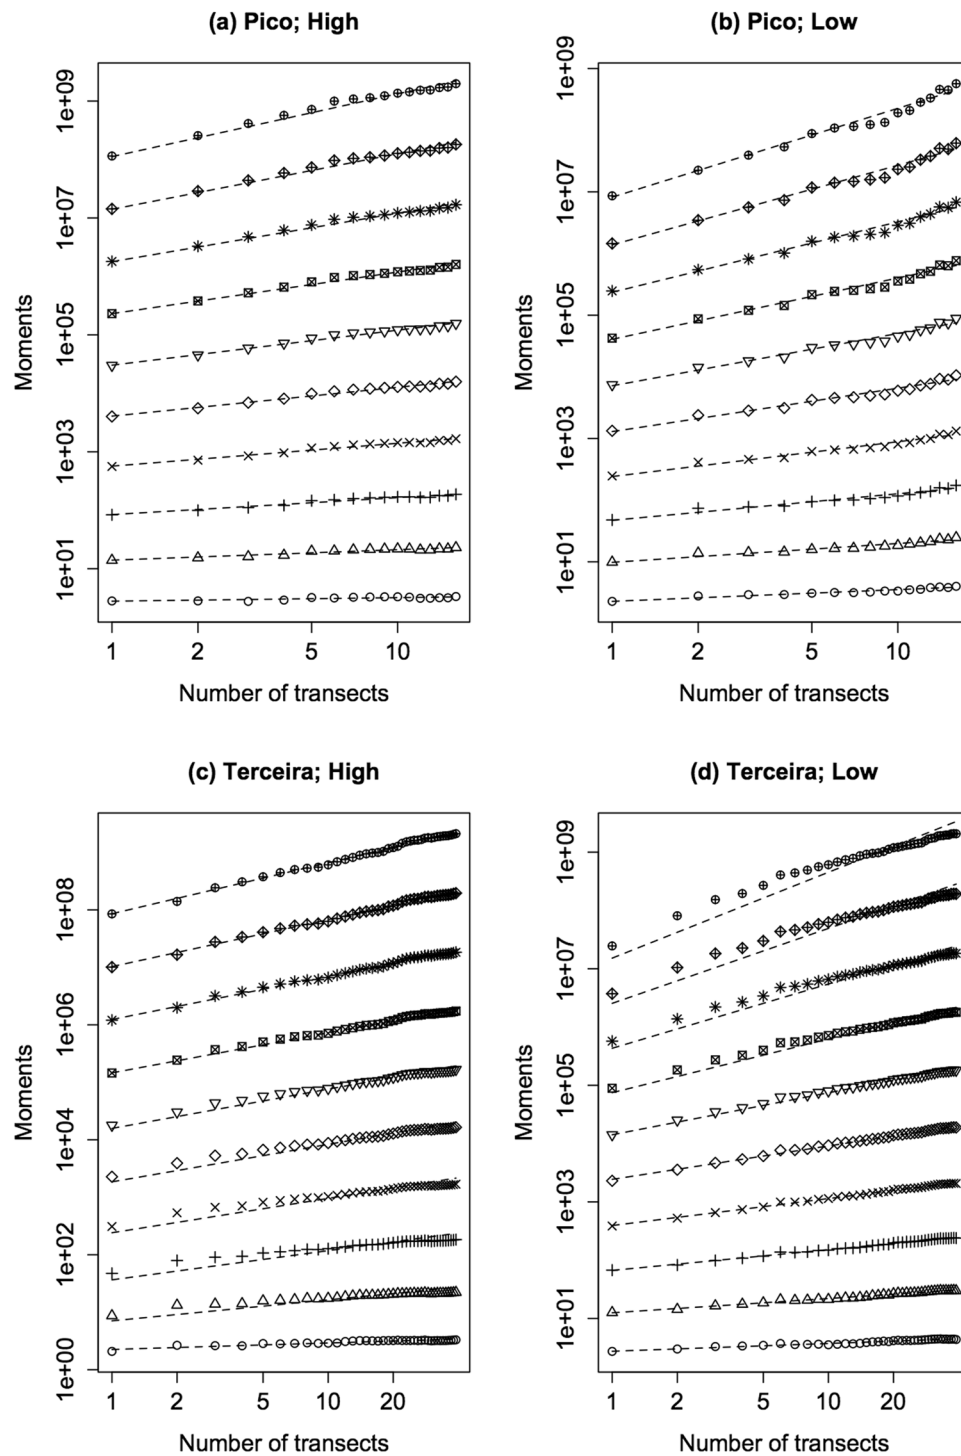 (a) Pico; High
1e+09
1e+07
1e+05
1e+03
1e+01
Moments
1 2 5 10
Number of transects
(b) Pico; Low
1e+09
1e+07
1e+05
1e+03
1e+01
Moments
1 2 5 10
Number of transects
(c) Terceira; High
1e+08
1e+06
1e+04
1e+02
1e+00
Moments
1 2 5 10 20
Number of transects
(d) Terceira; Low
1e+09
1e+07
1e+05
1e+03
1e+01
Moments
1 2 5 10 20
Number of transects